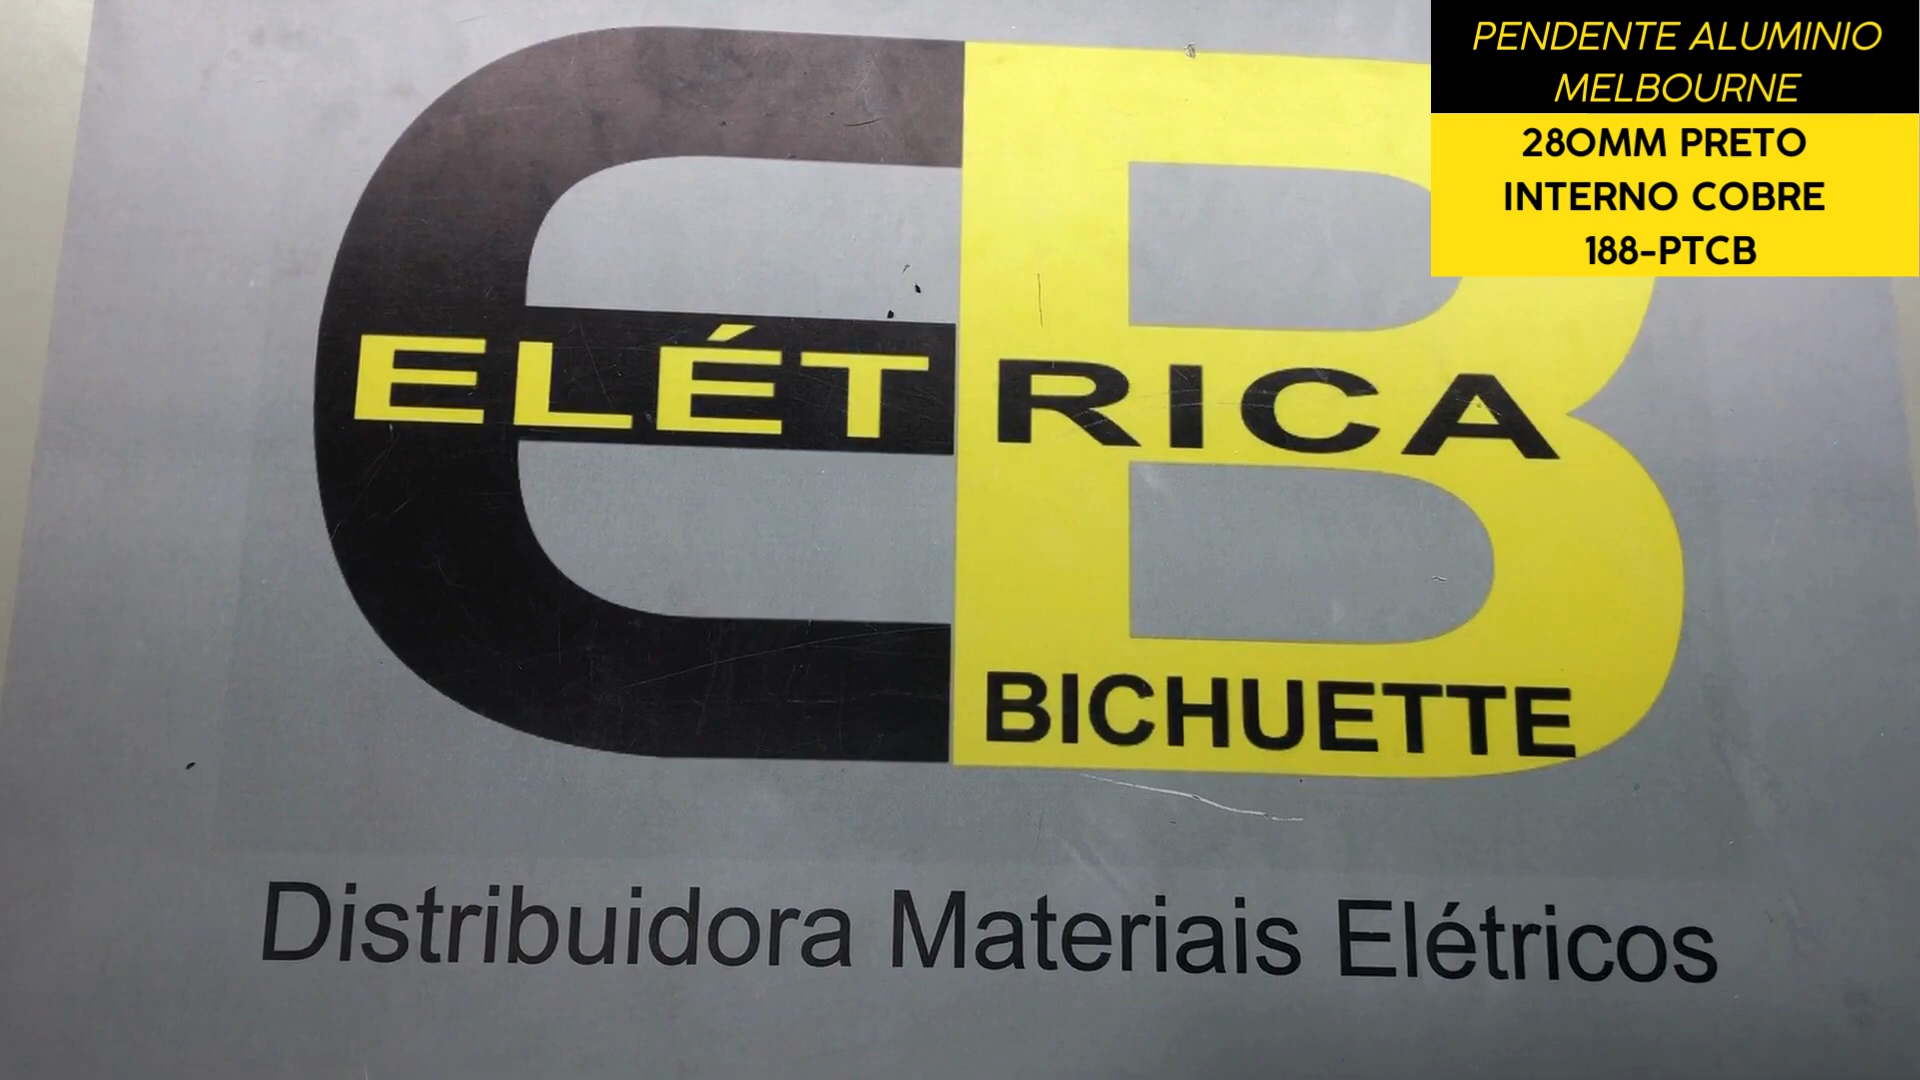 PENDENTE ALUMINIO
MELBOURNE
280MM PRETO
INTERNO COBRE
188-PTCB
ELÉTRICA
BICHUETTE
Distribuidora Materiais Elétricos